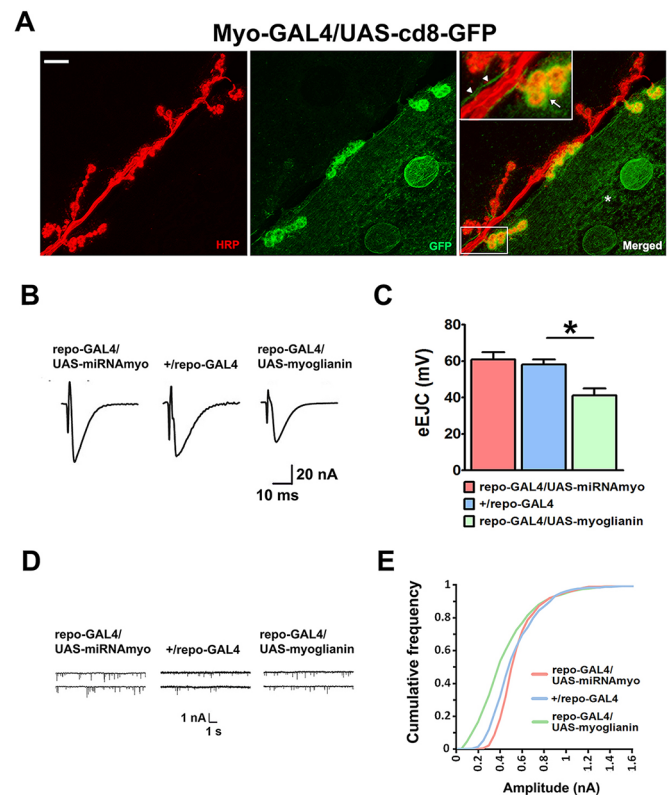 A
Myo-GAL4/UAS-cd8-GFP
HRP
GFP
*
Merged
B
repo-GAL4/
UAS-miRNAmyo
+/repo-GAL4
repo-GAL4/
UAS-myoglianin
20 nA
10 ms
C
eEJC (mV)
80
60
40
20
0
*
repo-GAL4/UAS-miRNAmyo
+/repo-GAL4
repo-GAL4/UAS-myoglianin
D
repo-GAL4/
UAS-miRNAmyo
+/repo-GAL4
repo-GAL4/
UAS-myoglianin
1 nA
1 s
E
Cumulative frequency
1
0.8
0.6
0.4
0.2
0
repo-GAL4/
UAS-miRNAmyo
+/repo-GAL4
repo-GAL4/
UAS-myoglianin
0
0.2
0.4
0.6
0.8
1
1.2
1.4
1.6
Amplitude (nA)